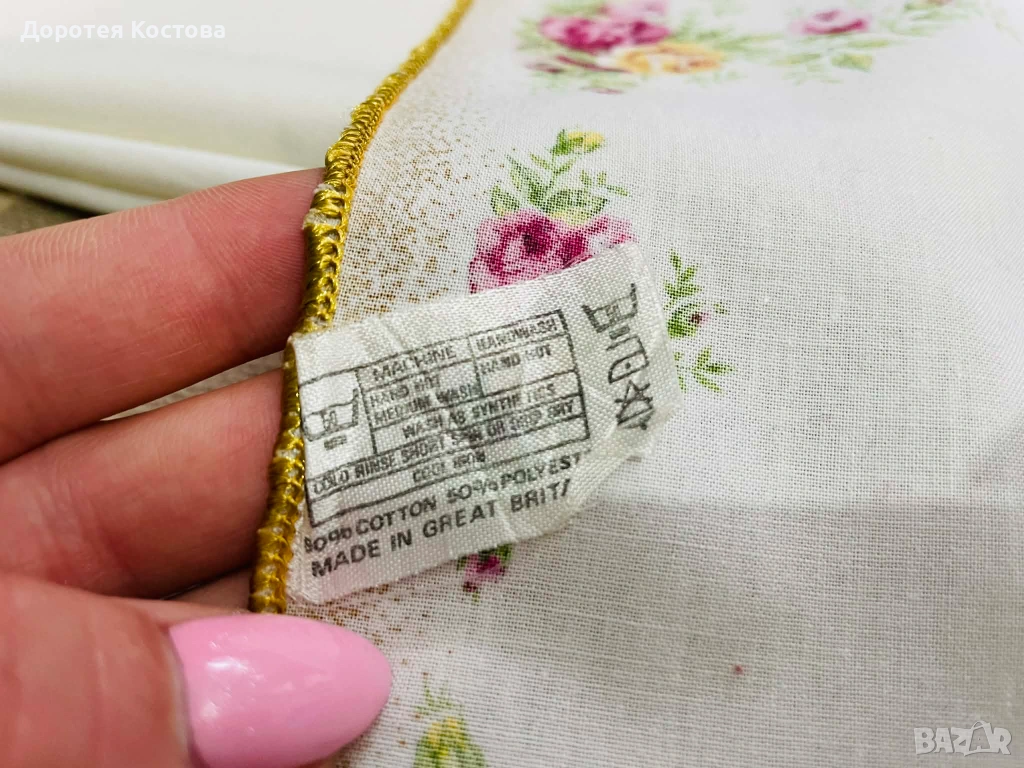 Доротея Костова
MACHINE
HANDWASH
HAND HOT
MEDIUM WASH
HAND HOT
WASH AS SYNTHETICS
COLD RINSE. SHORT SPIN OR DRIP DRY
COOL IRON
50% COTTON 50% POLYEST
MADE IN GREAT BRITA
BAZAR